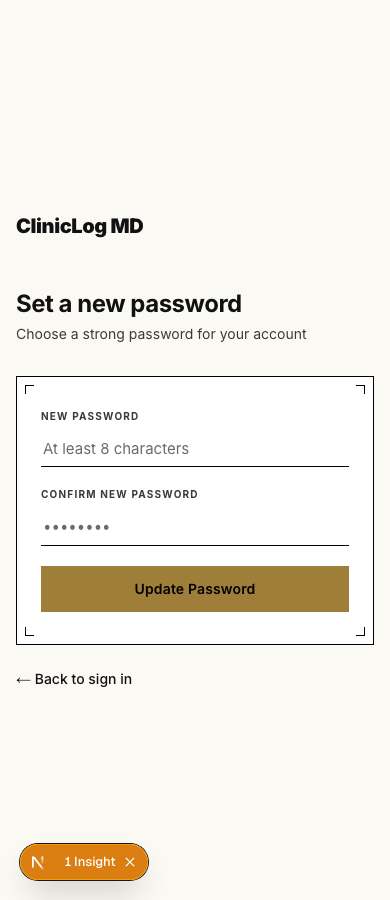 ClinicLog MD
Set a new password
Choose a strong password for your account
NEW PASSWORD
At least 8 characters
CONFIRM NEW PASSWORD
••••••••
Update Password
← Back to sign in
N 1 Insight ×